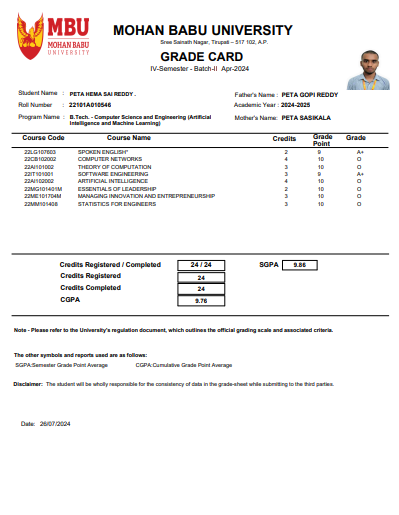 MBU
MOHAN BABU
UNIVERSITY
MOHAN BABU UNIVERSITY
Sree Sainath Nagar, Tirupati – 517 102, A.P.
GRADE CARD
IV-Semester - Batch-II Apr-2024
Student Name : PETA HEMA SAI REDDY .
Father's Name : PETA GOPI REDDY
Roll Number : 22101A010546
Academic Year : 2024-2025
Program Name : B.Tech. - Computer Science and Engineering (Artificial Intelligence and Machine Learning)
Mother's Name: PETA SASIKALA
Course Code Course Name Credits Grade Point Grade
22LG107603 SPOKEN ENGLISH* 2 9 A+
22CB102002 COMPUTER NETWORKS 4 10 O
22AI101002 THEORY OF COMPUTATION 3 10 O
22IT101001 SOFTWARE ENGINEERING 3 9 A+
22AI102002 ARTIFICIAL INTELLIGENCE 4 10 O
22MG101401M ESSENTIALS OF LEADERSHIP 2 10 O
22ME101704M MANAGING INNOVATION AND ENTREPRENEURSHIP 3 10 O
22MM101408 STATISTICS FOR ENGINEERS 3 10 O
Credits Registered / Completed 24 / 24 SGPA 9.86
Credits Registered 24
Credits Completed 24
CGPA 9.76
Note - Please refer to the University's regulation document, which outlines the official grading scale and associated criteria.
The other symbols and reports used are as follows:
SGPA:Semester Grade Point Average CGPA:Cumulative Grade Point Average
Disclaimer: The student will be wholly responsible for the consistency of data in the grade-sheet while submitting to the third parties.
Date: 26/07/2024